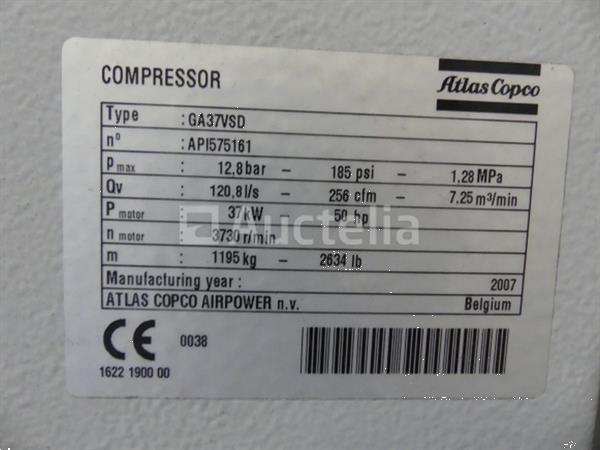 COMPRESSOR
Atlas Copco
Type : GA37VSD
n° : API575161
Pmax : 12,8 bar – 185 psi – 1,28 MPa
Qv : 120,8 l/s – 256 cfm – 7,25 m³/min
P motor : 37 kW 50 hp
n motor : 3730 r/min
m : 1195 kg – 2634 lb
Manufacturing year : 2007
ATLAS COPCO AIRPOWER n.v. Belgium
CE 0038
1622 1900 00
Auctelia